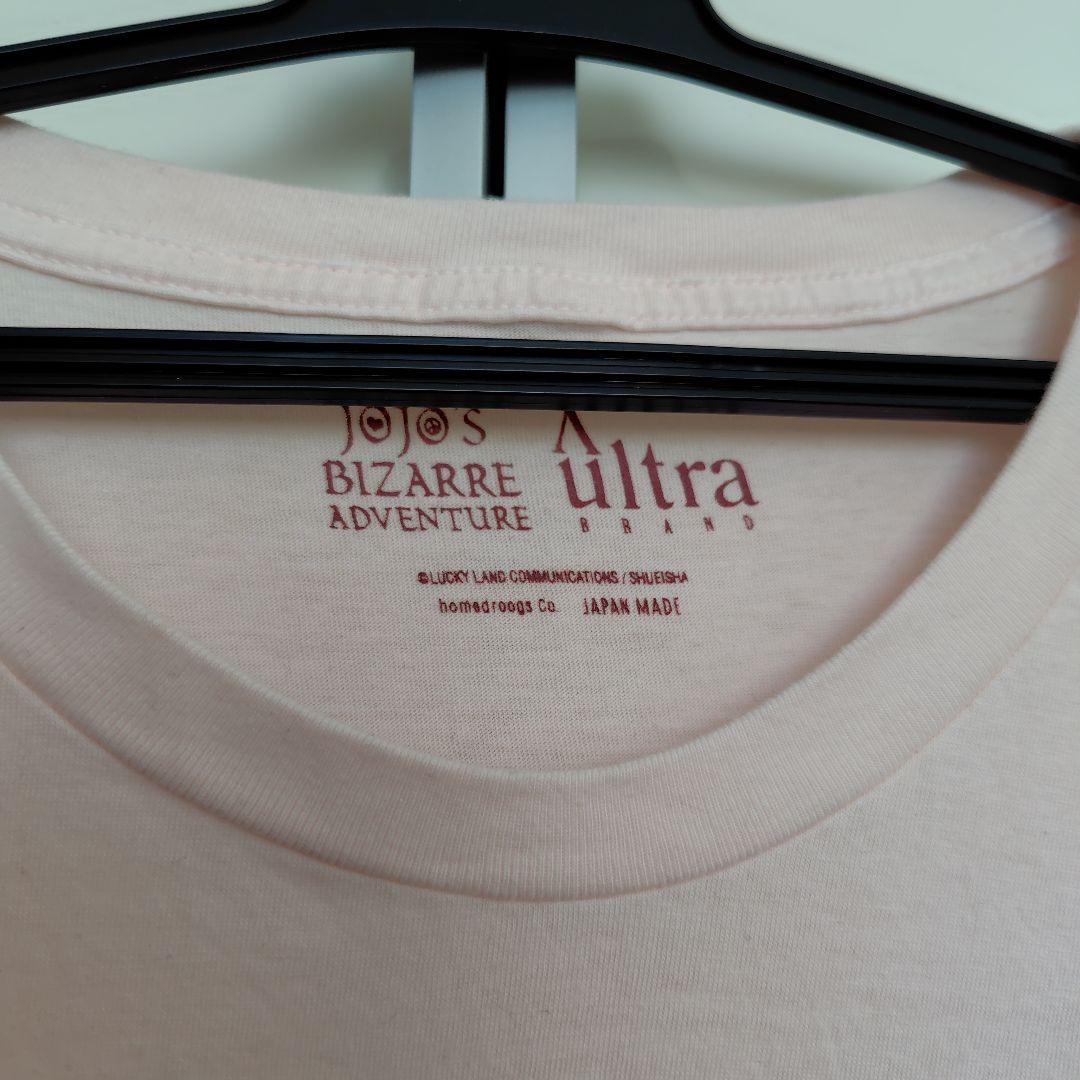 JOJO'S
BIZARRE
ADVENTURE
ultra
BRAND
©LUCKY LAND COMMUNICATIONS / SHUEISHA
homedroogs Co. JAPAN MADE